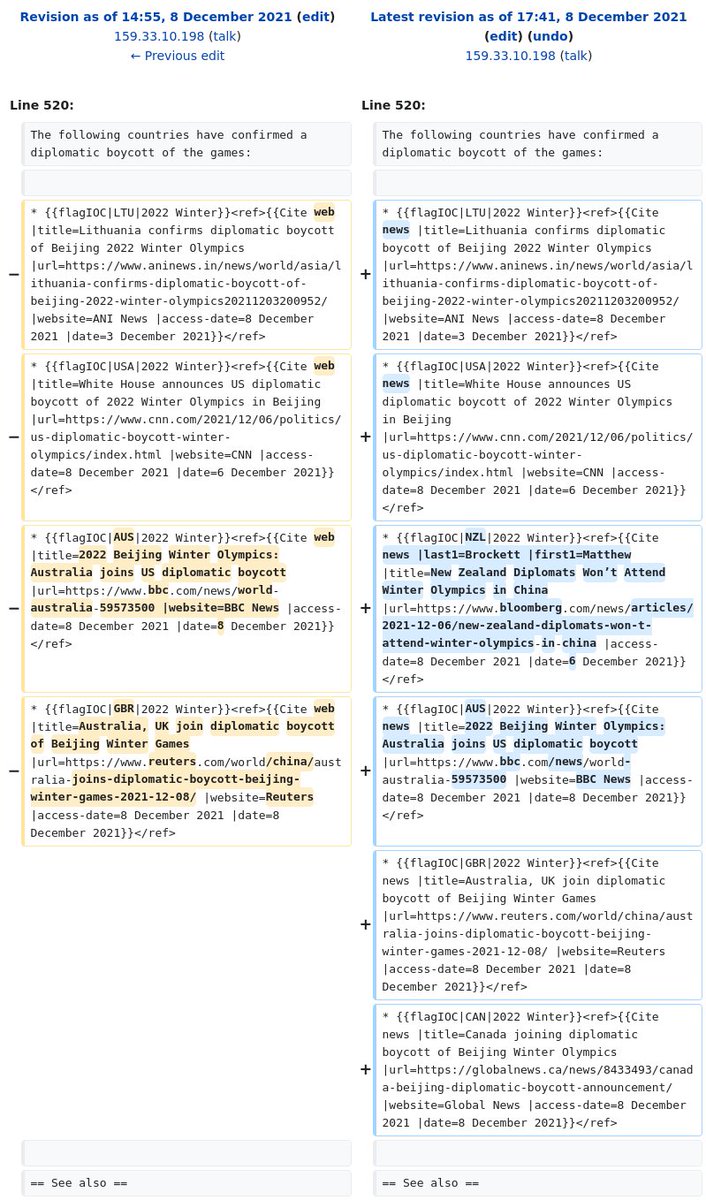 Revision as of 14:55, 8 December 2021 (edit)
159.33.10.198 (talk)
← Previous edit
Latest revision as of 17:41, 8 December 2021
(edit) (undo)
159.33.10.198 (talk)
Line 520:
Line 520:
The following countries have confirmed a
diplomatic boycott of the games:
The following countries have confirmed a
diplomatic boycott of the games:
−
* {{flagIOC|LTU|2022 Winter}}<ref>{{Cite web
|title=Lithuania confirms diplomatic boycott
of Beijing 2022 Winter Olympics
|url=https://www.aninews.in/news/world/asia/l
ithuania-confirms-diplomatic-boycott-of-
beijing-2022-winter-olympics20211203200952/
|website=ANI News |access-date=8 December
2021 |date=3 December 2021}}</ref>
+
* {{flagIOC|LTU|2022 Winter}}<ref>{{Cite
news |title=Lithuania confirms diplomatic
boycott of Beijing 2022 Winter Olympics
|url=https://www.aninews.in/news/world/asia/l
ithuania-confirms-diplomatic-boycott-of-
beijing-2022-winter-olympics20211203200952/
|website=ANI News |access-date=8 December
2021 |date=3 December 2021}}</ref>
−
* {{flagIOC|USA|2022 Winter}}<ref>{{Cite web
|title=White House announces US diplomatic
boycott of 2022 Winter Olympics in Beijing
|url=https://www.cnn.com/2021/12/06/politics/
us-diplomatic-boycott-winter-
olympics/index.html |website=CNN |access-
date=8 December 2021 |date=6 December 2021}}
</ref>
+
* {{flagIOC|USA|2022 Winter}}<ref>{{Cite
news |title=White House announces US
diplomatic boycott of 2022 Winter Olympics
in Beijing
|url=https://www.cnn.com/2021/12/06/politics/
us-diplomatic-boycott-winter-
olympics/index.html |website=CNN |access-
date=8 December 2021 |date=6 December 2021}}
</ref>
−
* {{flagIOC|AUS|2022 Winter}}<ref>{{Cite web
|title=2022 Beijing Winter Olympics:
Australia joins US diplomatic boycott
|url=https://www.bbc.com/news/world-
australia-59573500 |website=BBC News |access-
date=8 December 2021 |date=8 December 2021}}
</ref>
+
* {{flagIOC|NZL|2022 Winter}}<ref>{{Cite
news |last1=Brockett |first1=Matthew
|title=New Zealand Diplomats Won’t Attend
Winter Olympics in China
|url=https://www.bloomberg.com/news/articles/
2021-12-06/new-zealand-diplomats-won-t-
attend-winter-olympics-in-china |access-
date=8 December 2021 |date=6 December 2021}}
</ref>
−
* {{flagIOC|GBR|2022 Winter}}<ref>{{Cite web
|title=Australia, UK join diplomatic boycott
of Beijing Winter Games
|url=https://www.reuters.com/world/china/aust
ralia-joins-diplomatic-boycott-beijing-
winter-games-2021-12-08/ |website=Reuters
|access-date=8 December 2021 |date=8
December 2021}}</ref>
+
* {{flagIOC|AUS|2022 Winter}}<ref>{{Cite
news |title=2022 Beijing Winter Olympics:
Australia joins US diplomatic boycott
|url=https://www.bbc.com/news/world-
australia-59573500 |website=BBC News |access-
date=8 December 2021 |date=8 December 2021}}
</ref>
+
* {{flagIOC|GBR|2022 Winter}}<ref>{{Cite
news |title=Australia, UK join diplomatic
boycott of Beijing Winter Games
|url=https://www.reuters.com/world/china/aust
ralia-joins-diplomatic-boycott-beijing-
winter-games-2021-12-08/ |website=Reuters
|access-date=8 December 2021 |date=8
December 2021}}</ref>
+
* {{flagIOC|CAN|2022 Winter}}<ref>{{Cite
news |title=Canada joining diplomatic
boycott of Beijing Winter Olympics
|url=https://globalnews.ca/news/8433493/canad
a-beijing-diplomatic-boycott-announcement/
|website=Global News |access-date=8 December
2021 |date=8 December 2021}}</ref>
== See also ==
== See also ==